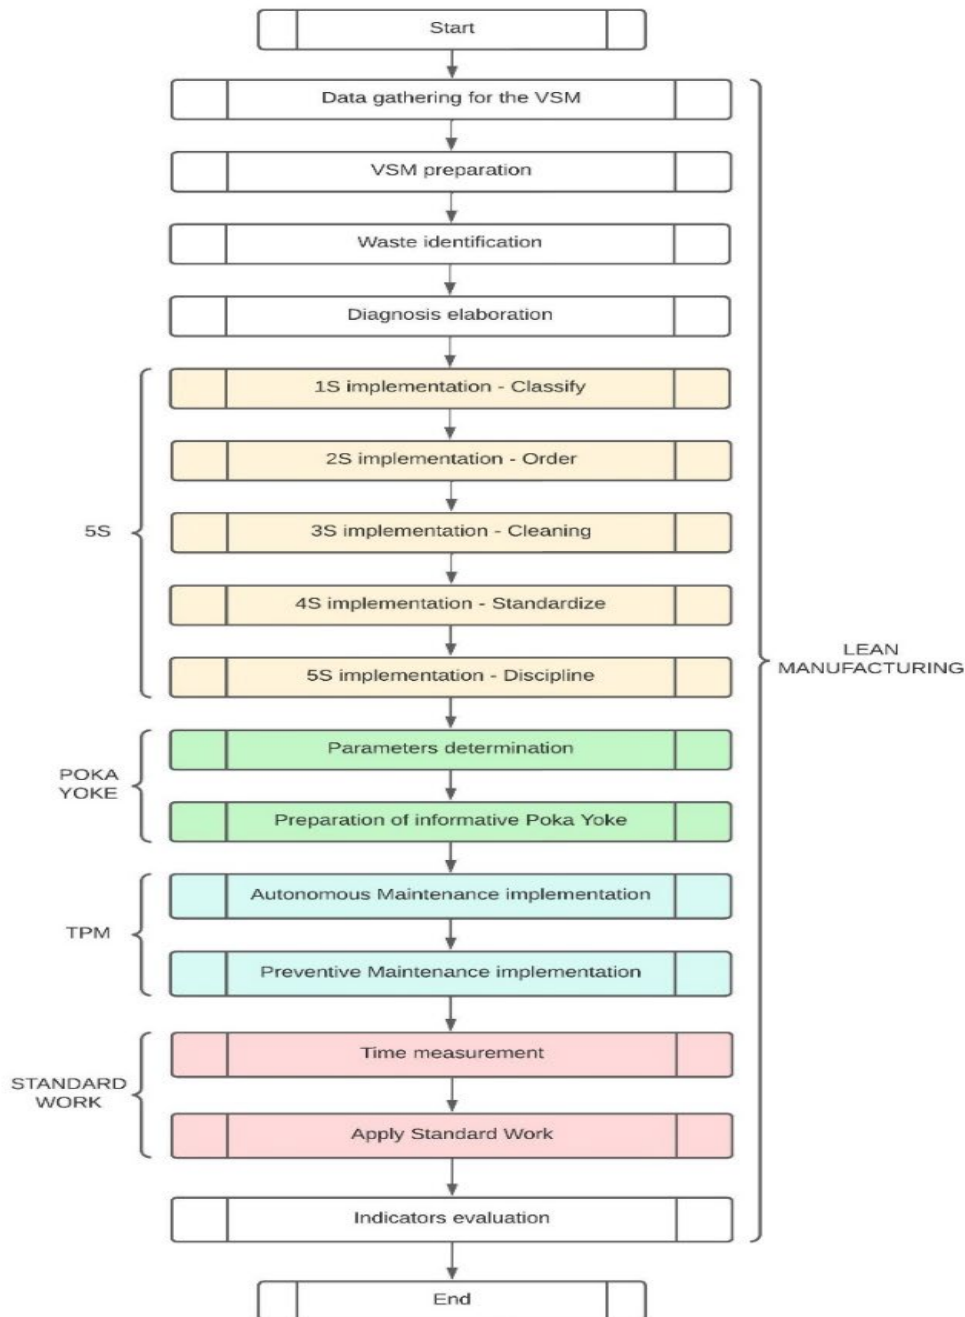 Start
Data gathering for the VSM
VSM preparation
Waste identification
Diagnosis elaboration
1S implementation - Classify
2S implementation - Order
5S
3S implementation - Cleaning
4S implementation - Standardize
LEAN
MANUFACTURING
5S implementation - Discipline
Parameters determination
POKA
YOKE
Preparation of informative Poka Yoke
Autonomous Maintenance implementation
TPM
Preventive Maintenance implementation
Time measurement
STANDARD
WORK
Apply Standard Work
Indicators evaluation
End